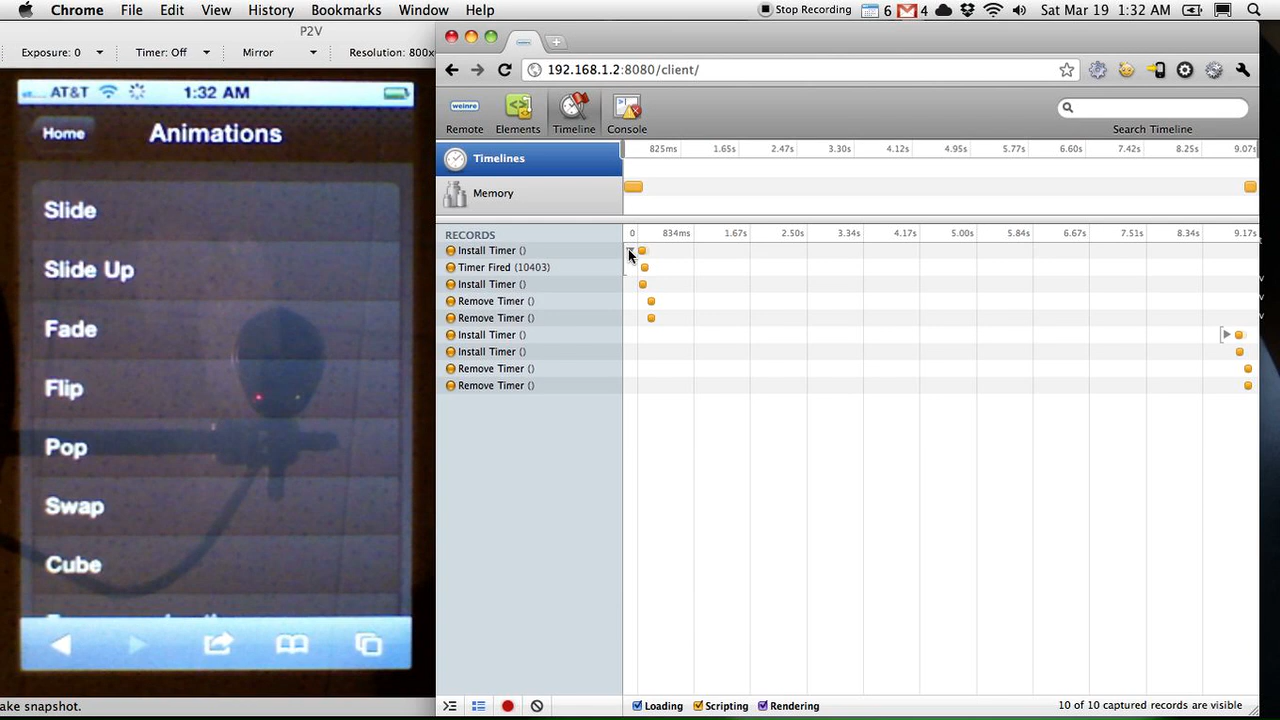 Chrome File Edit View History Bookmarks Window Help Stop Recording 6 4 Sat Mar 19 1:32 AM
P2V
Exposure: 0 Timer: Off Mirror Resolution: 800x
AT&T 1:32 AM
Home Animations
Slide
Slide Up
Fade
Flip
Pop
Swap
Cube
ake snapshot.
192.168.1.2:8080/client/
weinre
Remote Elements Timeline Console Search Timeline
Timelines
Memory
825ms 1.65s 2.47s 3.30s 4.12s 4.95s 5.77s 6.60s 7.42s 8.25s 9.07s
RECORDS 0 834ms 1.67s 2.50s 3.34s 4.17s 5.00s 5.84s 6.67s 7.51s 8.34s 9.17s
Install Timer ()
Timer Fired (10403)
Install Timer ()
Remove Timer ()
Remove Timer ()
Install Timer ()
Install Timer ()
Remove Timer ()
Remove Timer ()
Loading Scripting Rendering 10 of 10 captured records are visible